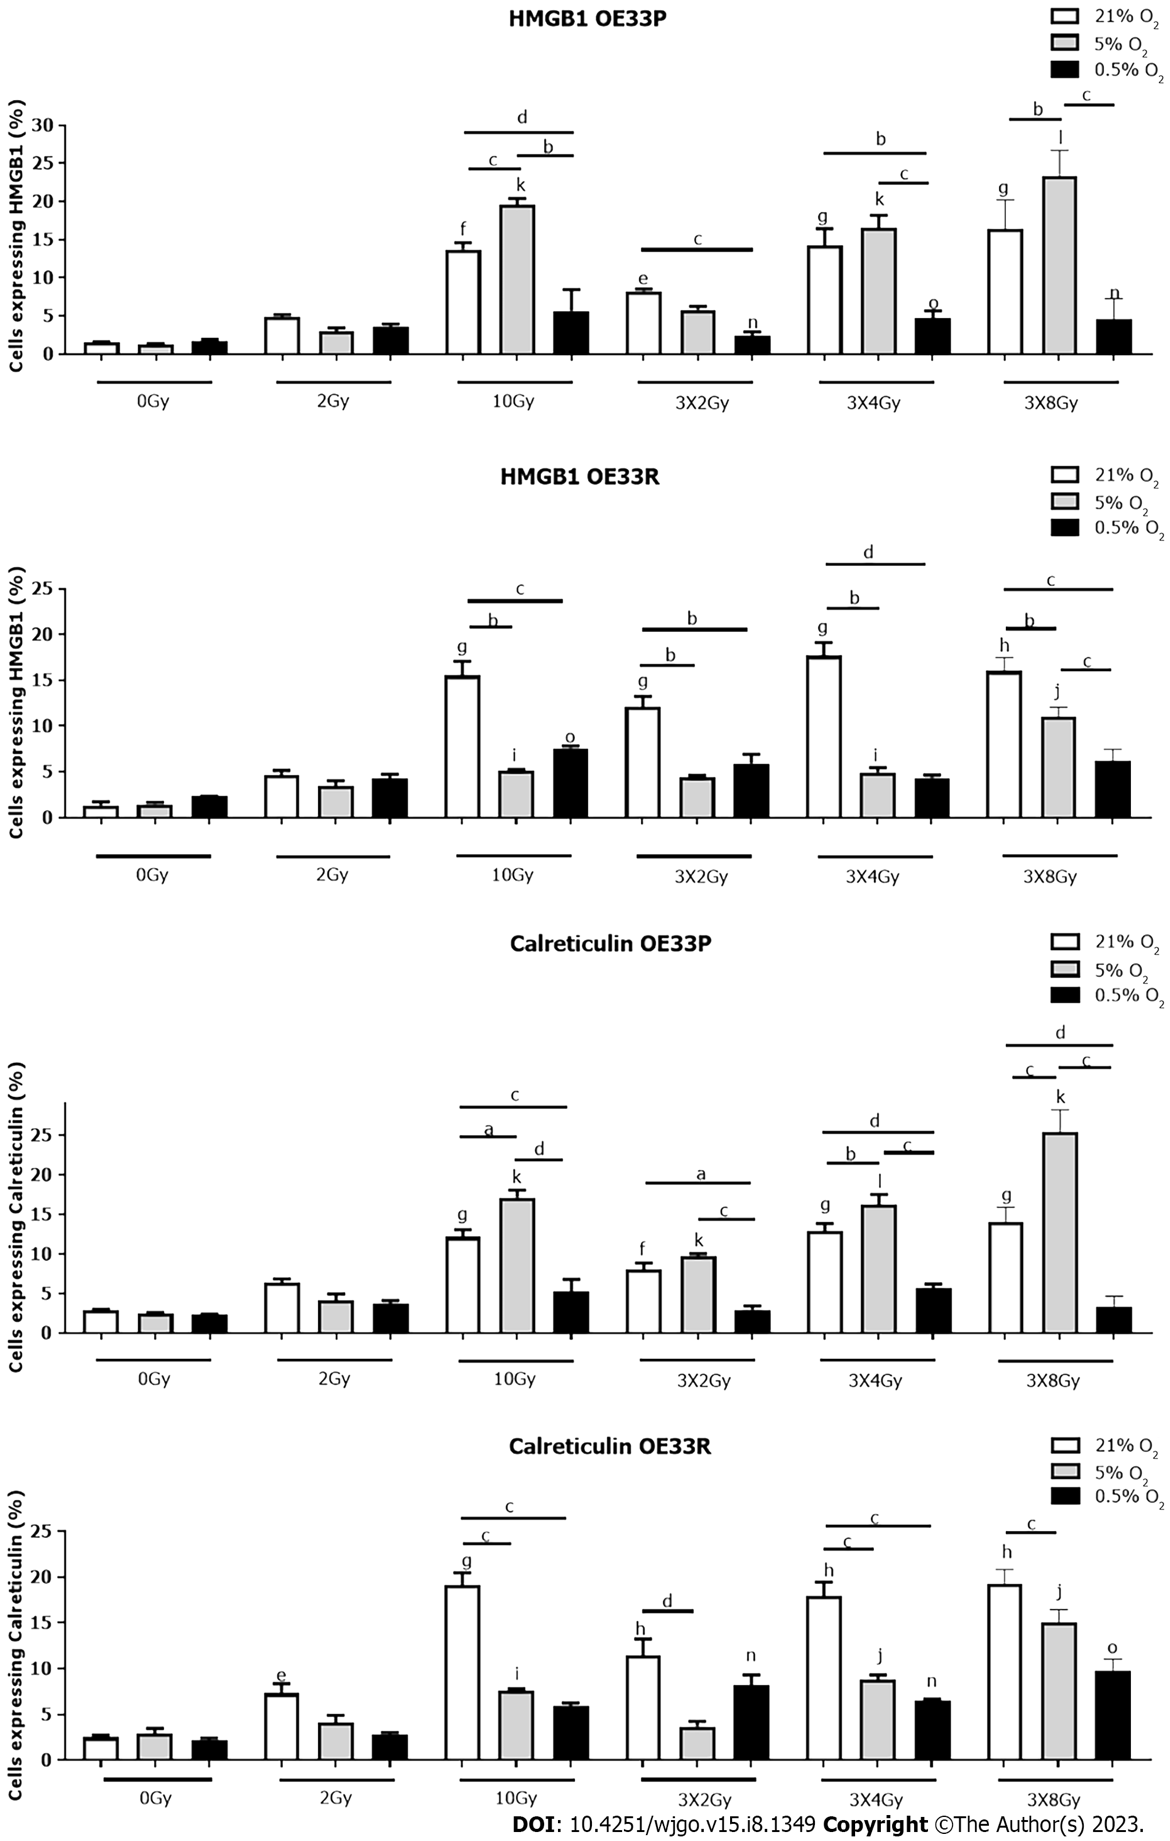 HMGB1 OE33P
21% O2
5% O2
0.5% O2
Cells expressing HMGB1 (%)
30
25
20
15
10
5
0
d
c
b
f
k
c
e
n
b
c
g
k
o
b
c
g
l
n
0Gy
2Gy
10Gy
3X2Gy
3X4Gy
3X8Gy
HMGB1 OE33R
21% O2
5% O2
0.5% O2
Cells expressing HMGB1 (%)
25
20
15
10
5
0
c
b
g
i
o
b
b
g
d
b
g
i
c
b
c
h
j
0Gy
2Gy
10Gy
3X2Gy
3X4Gy
3X8Gy
Calreticulin OE33P
21% O2
5% O2
0.5% O2
Cells expressing Calreticulin (%)
25
20
15
10
5
0
c
a
d
g
k
a
c
f
k
d
b
c
g
l
d
c
c
g
k
0Gy
2Gy
10Gy
3X2Gy
3X4Gy
3X8Gy
Calreticulin OE33R
21% O2
5% O2
0.5% O2
Cells expressing Calreticulin (%)
25
20
15
10
5
0
e
c
c
g
i
d
h
n
c
c
h
j
n
c
h
j
o
0Gy
2Gy
10Gy
3X2Gy
3X4Gy
3X8Gy
DOI: 10.4251/wjgo.v15.i8.1349 Copyright ©The Author(s) 2023.